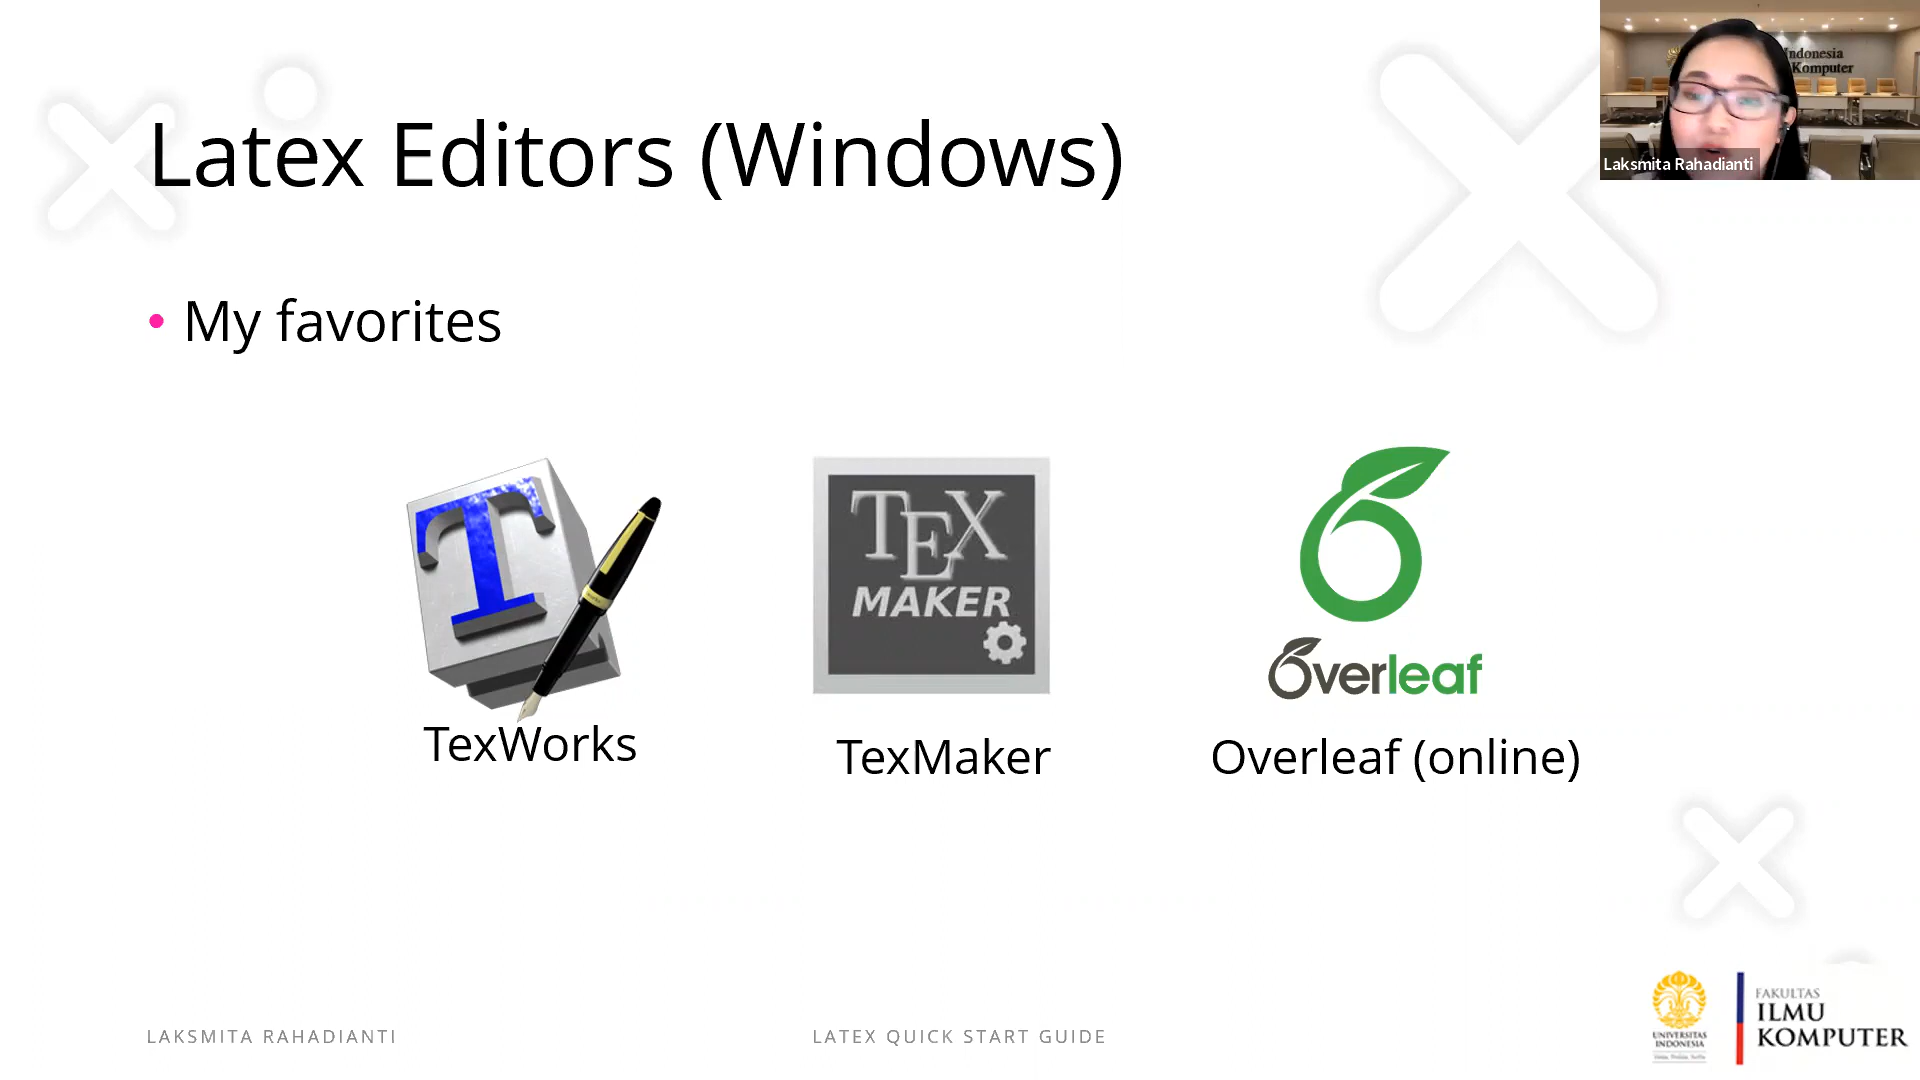 Indonesia
Komputer
Laksmita Rahadianti
Latex Editors (Windows)
• My favorites
T
TEX
MAKER
Overleaf
TexWorks
TexMaker
Overleaf (online)
LAKSMITA RAHADIANTI
LATEX QUICK START GUIDE
UNIVERSITAS
INDONESIA
FAKULTAS
ILMU
KOMPUTER